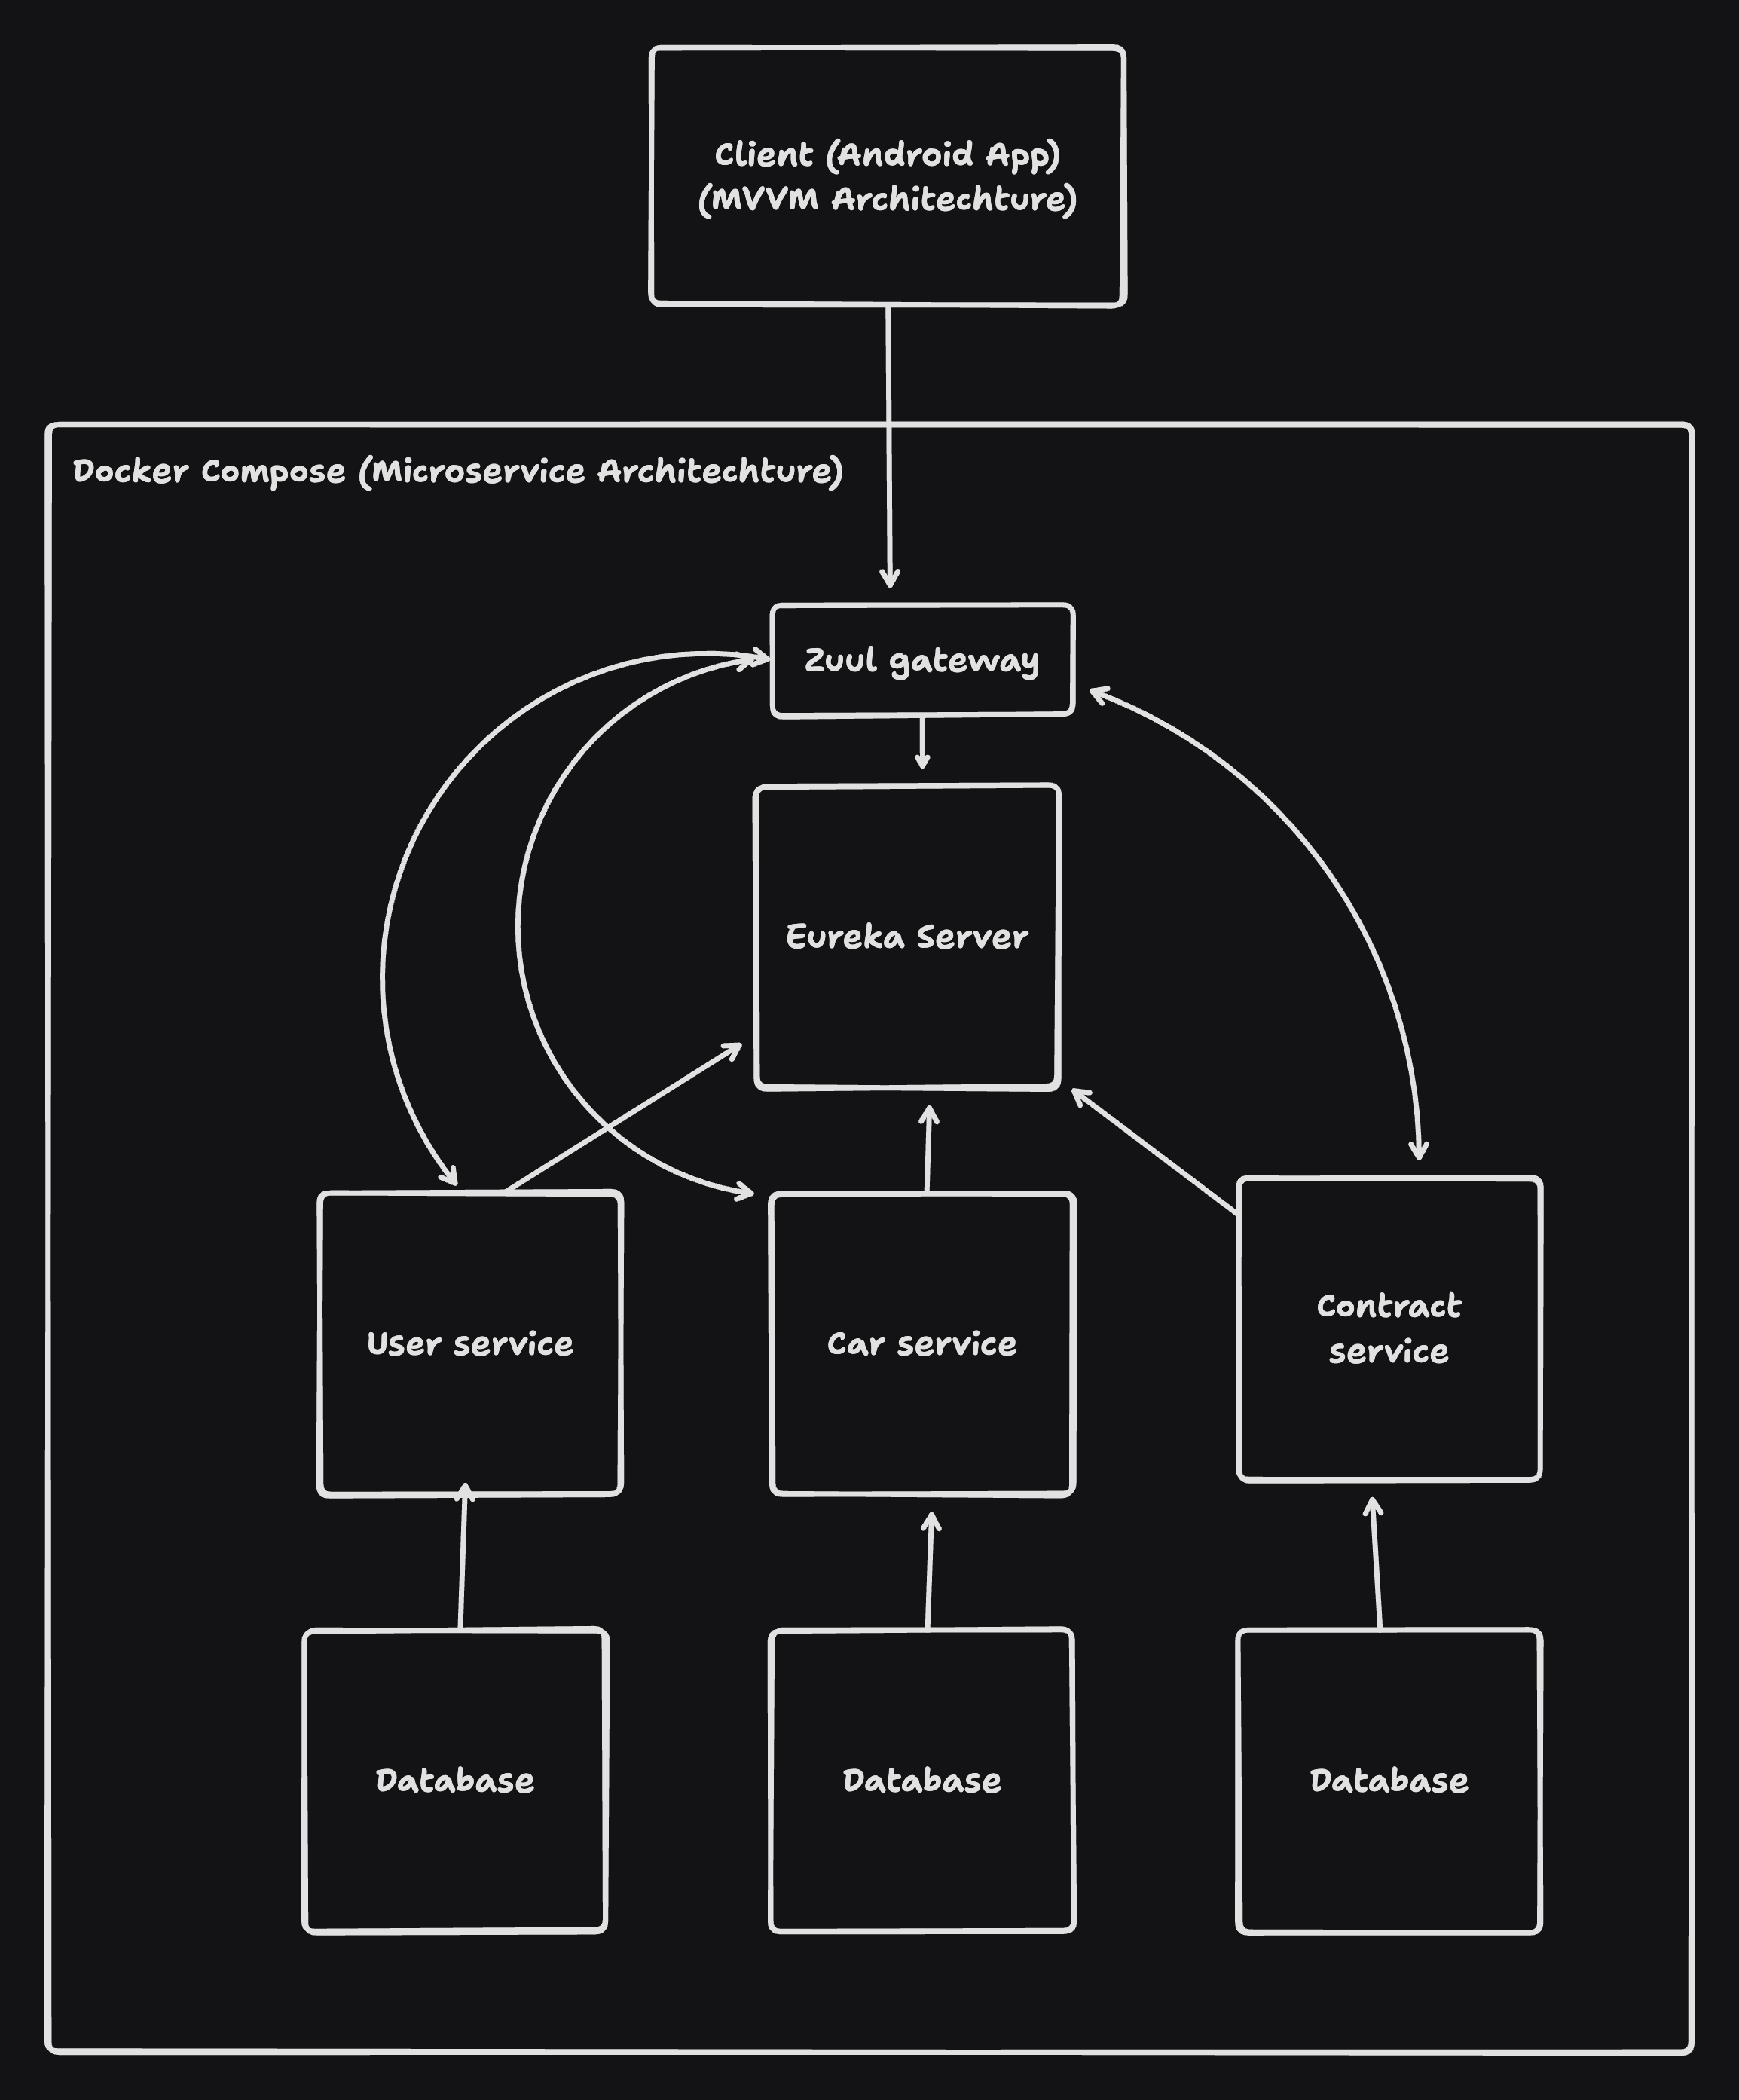 Client (Android App)
(MVVM Architechture)
Docker Compose (Microservice Architechture)
Zuul gateway
Eureka Server
User service
Car service
Contract
service
Database
Database
Database